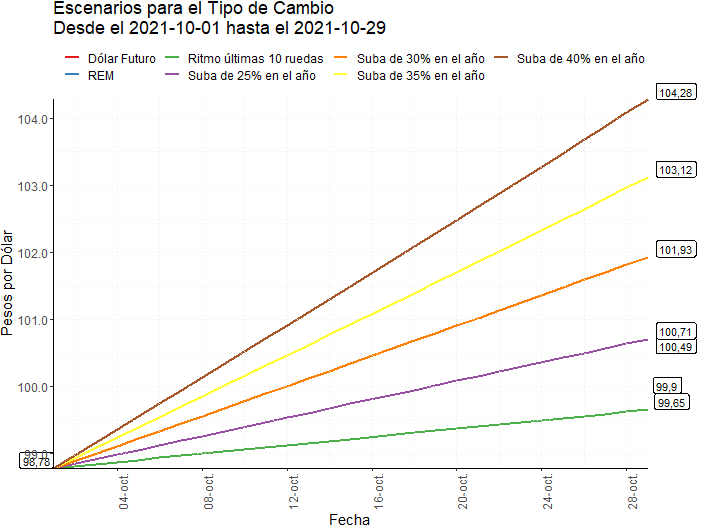 Escenarios para el Tipo de Cambio
Desde el 2021-10-01 hasta el 2021-10-29
Dólar Futuro Ritmo últimas 10 ruedas Suba de 30% en el año Suba de 40% en el año
REM Suba de 25% en el año Suba de 35% en el año
104,28
104.0
103,12
103.0
102.0
101,93
101.0
100,71
100,49
100.0
99,9
99,65
99.0
98,78
04-oct.
08-oct.
12-oct.
16-oct.
20-oct.
24-oct.
28-oct.
Fecha
Pesos por Dólar